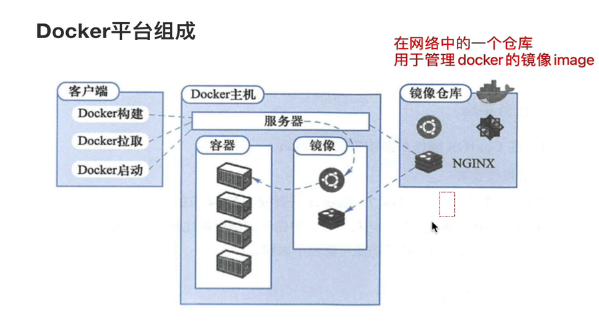 Docker平台组成
在网络中的一个仓库
用于管理docker的镜像image
客户端
Docker构建
Docker拉取
Docker启动
Docker主机
服务器
容器
镜像
镜像仓库
NGINX